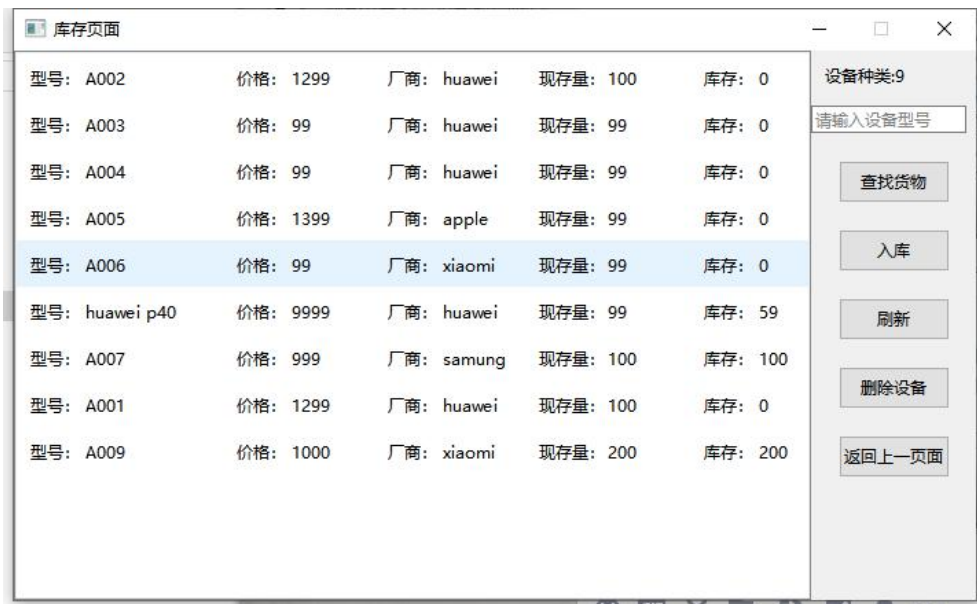 库存页面
型号: A002 价格: 1299 厂商: huawei 现存量: 100 库存: 0
型号: A003 价格: 99 厂商: huawei 现存量: 99 库存: 0
型号: A004 价格: 99 厂商: huawei 现存量: 99 库存: 0
型号: A005 价格: 1399 厂商: apple 现存量: 99 库存: 0
型号: A006 价格: 99 厂商: xiaomi 现存量: 99 库存: 0
型号: huawei p40 价格: 9999 厂商: huawei 现存量: 99 库存: 59
型号: A007 价格: 999 厂商: samung 现存量: 100 库存: 100
型号: A001 价格: 1299 厂商: huawei 现存量: 100 库存: 0
型号: A009 价格: 1000 厂商: xiaomi 现存量: 200 库存: 200
设备种类:9
请输入设备型号
查找货物
入库
刷新
删除设备
返回上一页面